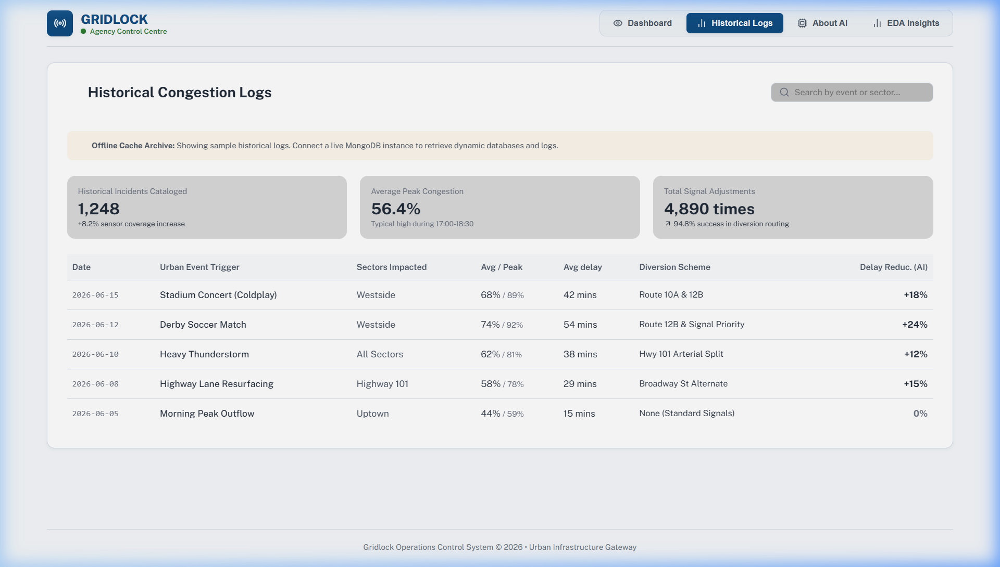 GRIDLOCK
Agency Control Centre
Dashboard
Historical Logs
About AI
EDA Insights
Historical Congestion Logs
Search by event or sector...
Offline Cache Archive: Showing sample historical logs. Connect a live MongoDB instance to retrieve dynamic databases and logs.
Historical Incidents Cataloged
1,248
+8.2% sensor coverage increase
Average Peak Congestion
56.4%
Typical high during 17:00-18:30
Total Signal Adjustments
4,890 times
94.8% success in diversion routing
Date Urban Event Trigger Sectors Impacted Avg / Peak Avg delay Diversion Scheme Delay Reduc. (AI)
2026-06-15 Stadium Concert (Coldplay) Westside 68% / 89% 42 mins Route 10A & 12B +18%
2026-06-12 Derby Soccer Match Westside 74% / 92% 54 mins Route 12B & Signal Priority +24%
2026-06-10 Heavy Thunderstorm All Sectors 62% / 81% 38 mins Hwy 101 Arterial Split +12%
2026-06-08 Highway Lane Resurfacing Highway 101 58% / 78% 29 mins Broadway St Alternate +15%
2026-06-05 Morning Peak Outflow Uptown 44% / 59% 15 mins None (Standard Signals) 0%
Gridlock Operations Control System © 2026 • Urban Infrastructure Gateway